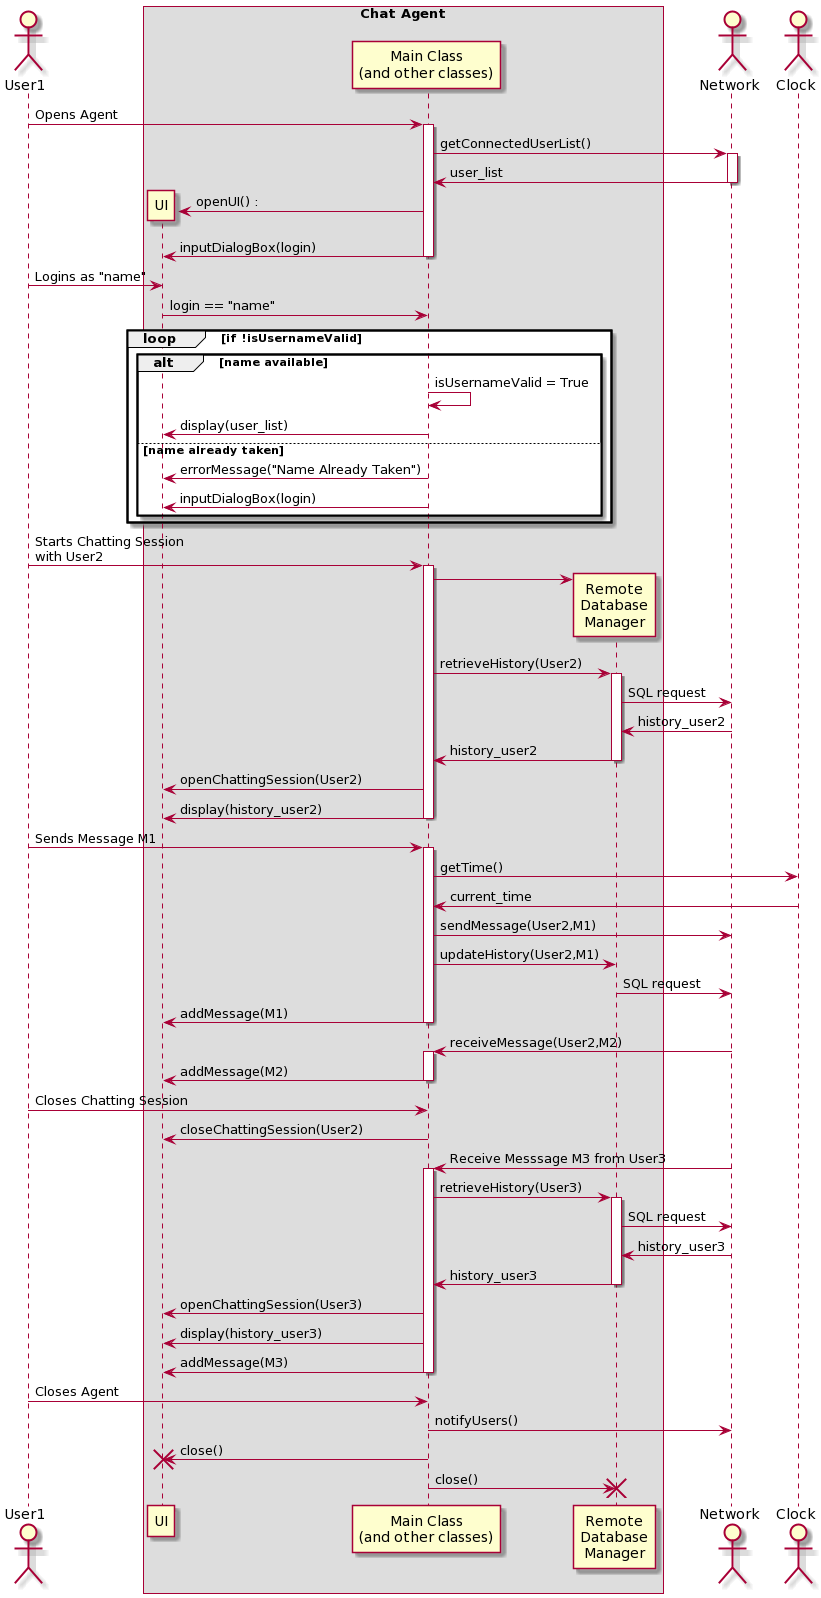 Chat Agent
Main Class
(and other classes)
User1
Network
Clock
Opens Agent
getConnectedUserList()
user_list
UI
openUI() :
inputDialogBox(login)
Logins as "name"
login == "name"
loop
[if !isUsernameValid]
alt
[name available]
isUsernameValid = True
display(user_list)
[name already taken]
errorMessage("Name Already Taken")
inputDialogBox(login)
Starts Chatting Session
with User2
Remote
Database
Manager
retrieveHistory(User2)
SQL request
history_user2
history_user2
openChattingSession(User2)
display(history_user2)
Sends Message M1
getTime()
current_time
sendMessage(User2,M1)
updateHistory(User2,M1)
SQL request
addMessage(M1)
receiveMessage(User2,M2)
addMessage(M2)
Closes Chatting Session
closeChattingSession(User2)
Receive Messsage M3 from User3
retrieveHistory(User3)
SQL request
history_user3
history_user3
openChattingSession(User3)
display(history_user3)
addMessage(M3)
Closes Agent
notifyUsers()
close()
close()
User1
UI
Main Class
(and other classes)
Remote
Database
Manager
Network
Clock